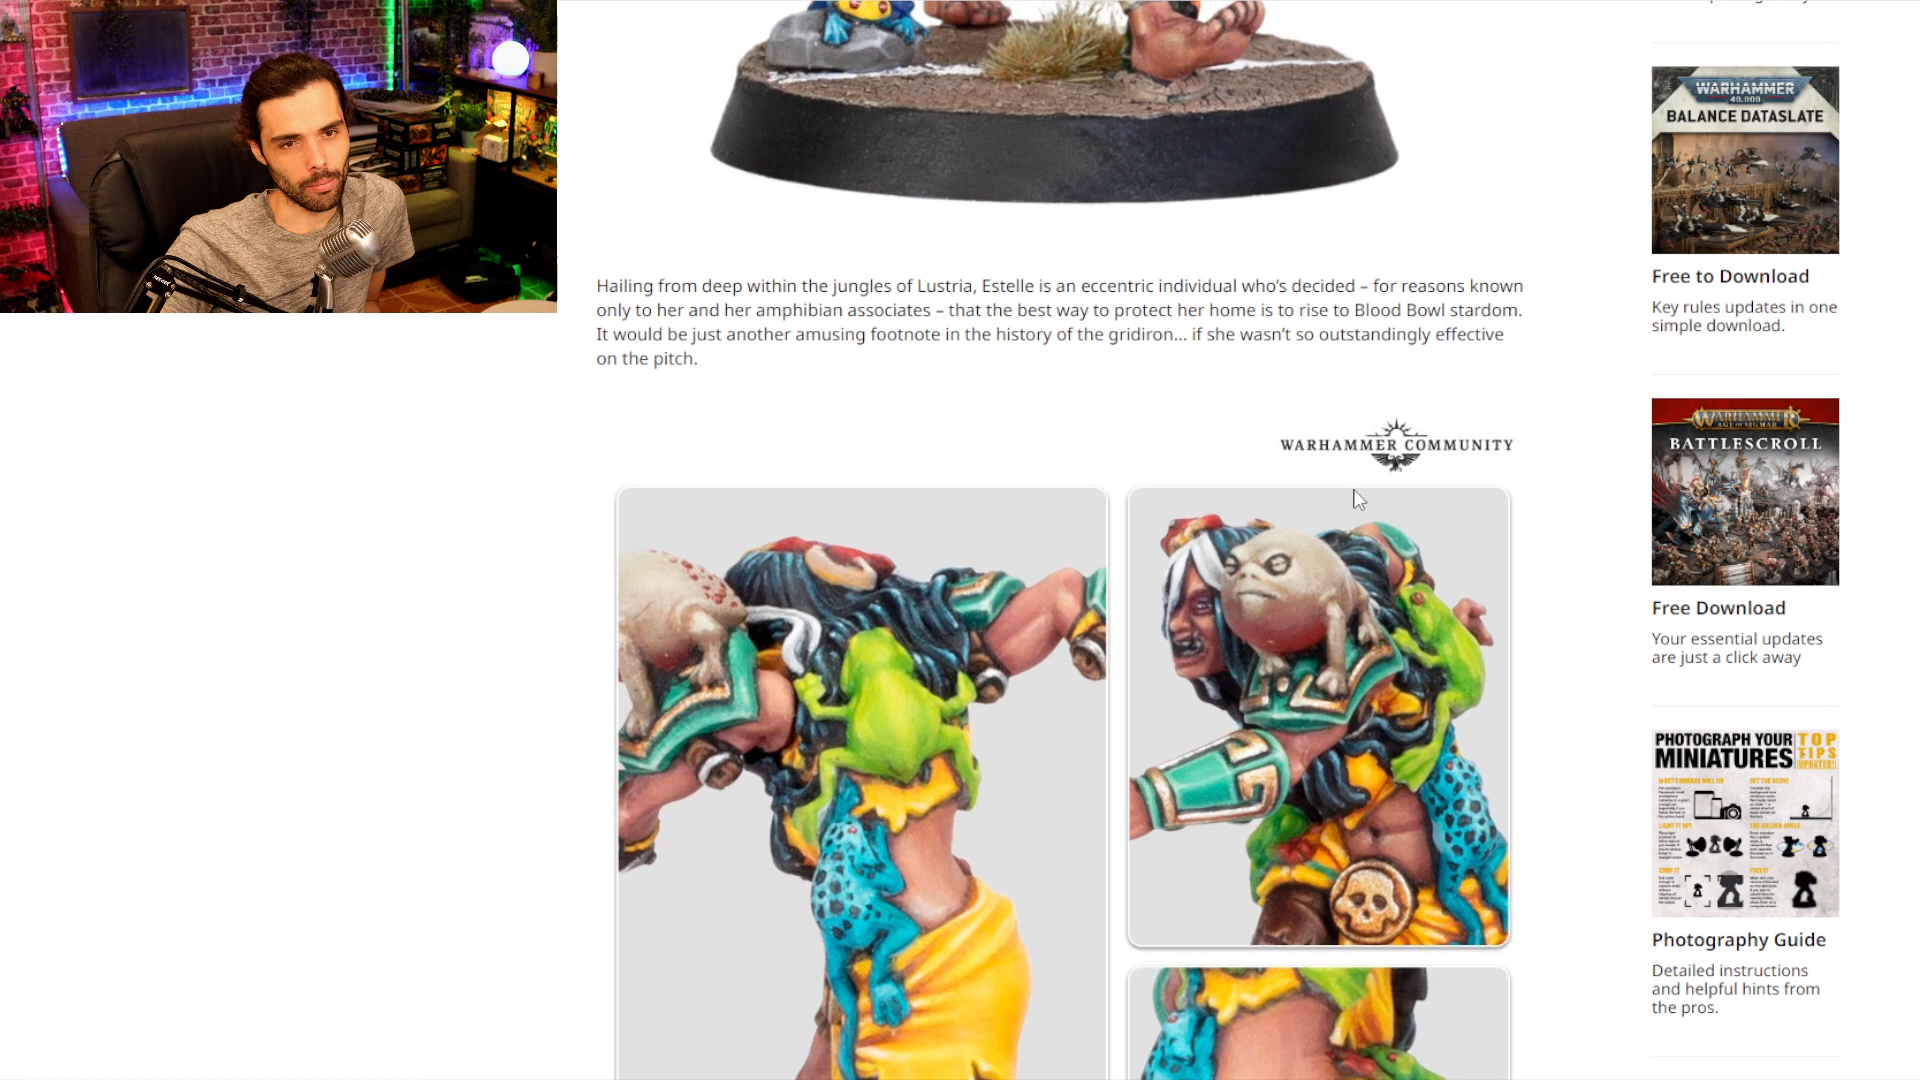 Hailing from deep within the jungles of Lustria, Estelle is an eccentric individual who's decided – for reasons known
only to her and her amphibian associates – that the best way to protect her home is to rise to Blood Bowl stardom.
It would be just another amusing footnote in the history of the gridiron... if she wasn't so outstandingly effective
on the pitch.
WARHAMMER COMMUNITY
WARHAMMER
40,000
BALANCE DATASLATE
Free to Download
Key rules updates in one
simple download.
WARHAMMER
AGE OF SIGMAR
BATTLESCROLL
Free Download
Your essential updates
are just a click away
PHOTOGRAPH YOUR
MINIATURES
TOP
TIPS
UPDATED!
Photography Guide
Detailed instructions
and helpful hints from
the pros.